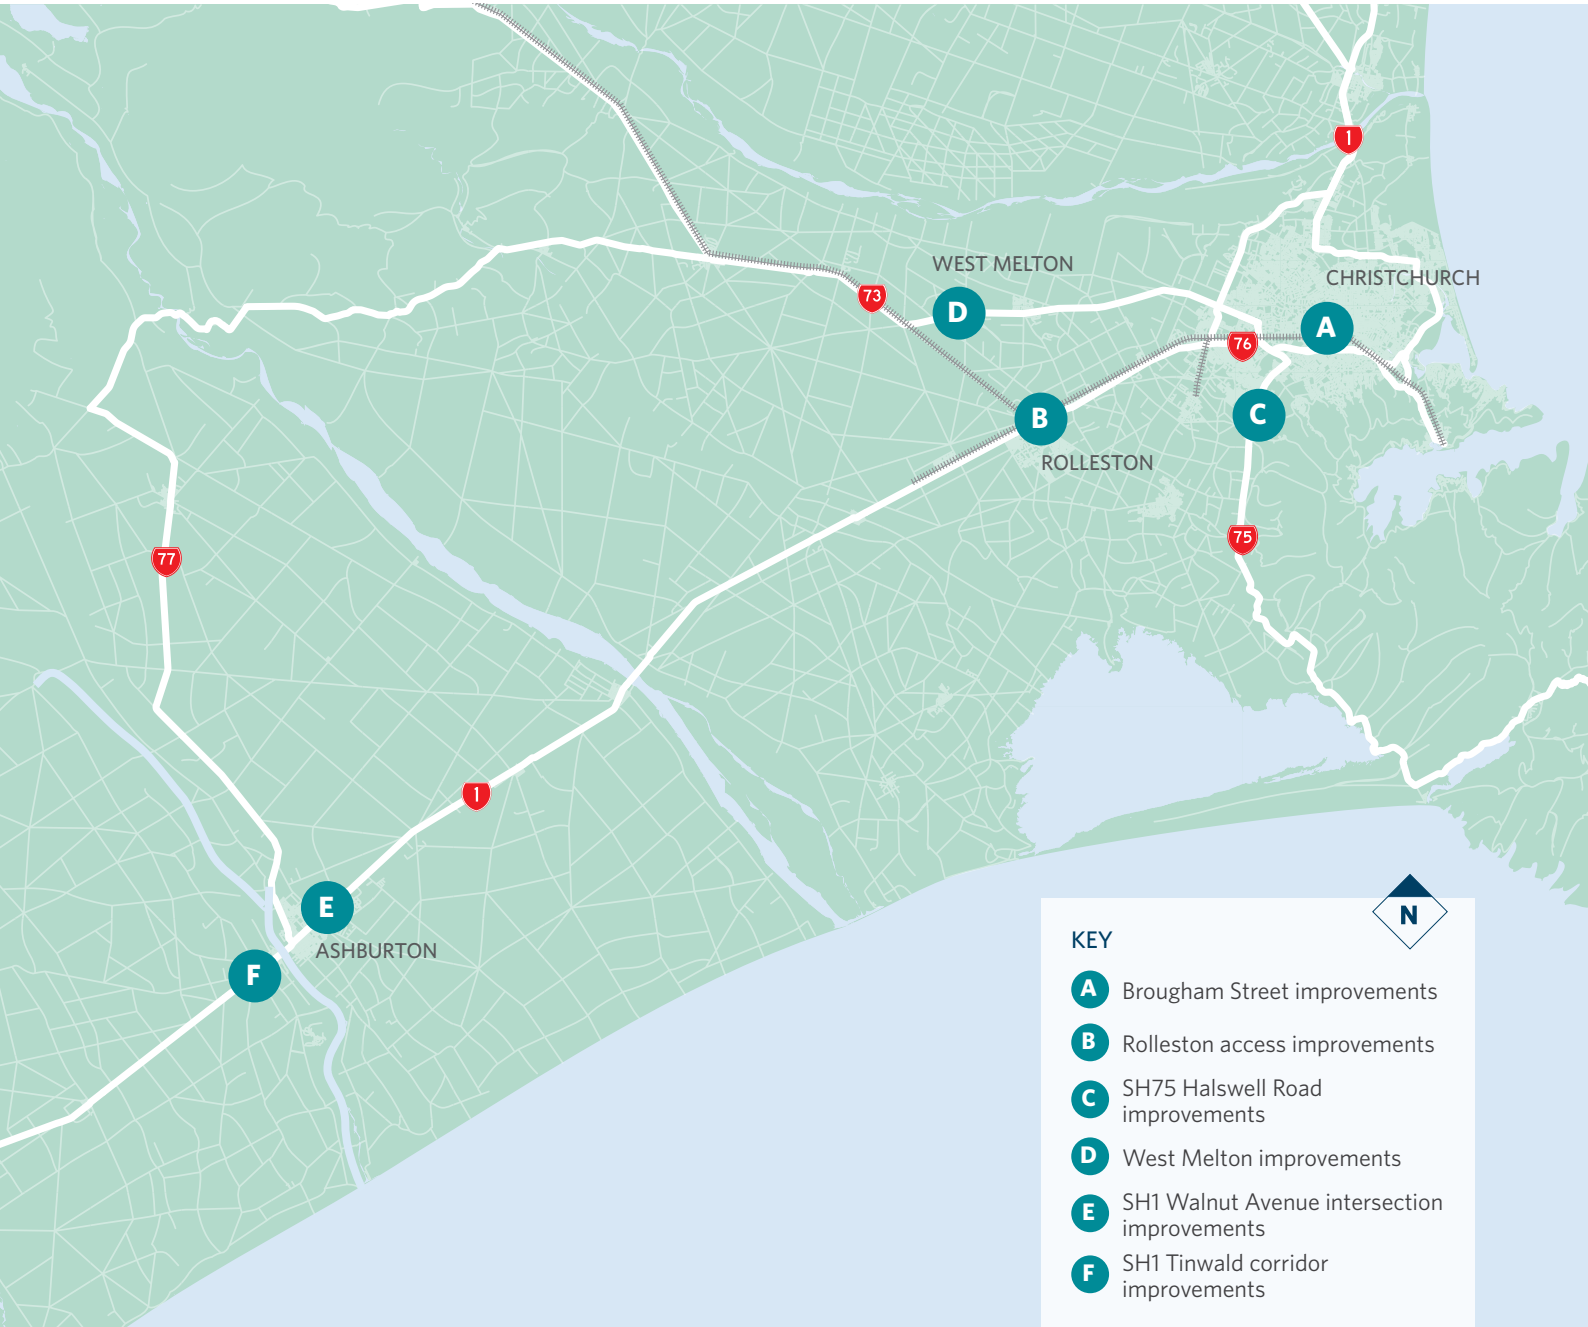 1
WEST MELTON
CHRISTCHURCH
73
D
A
76
B
C
ROLLESTON
75
77
1
E
ASHBURTON
F
N
KEY
A Brougham Street improvements
B Rolleston access improvements
C SH75 Halswell Road
improvements
D West Melton improvements
E SH1 Walnut Avenue intersection
improvements
F SH1 Tinwald corridor
improvements